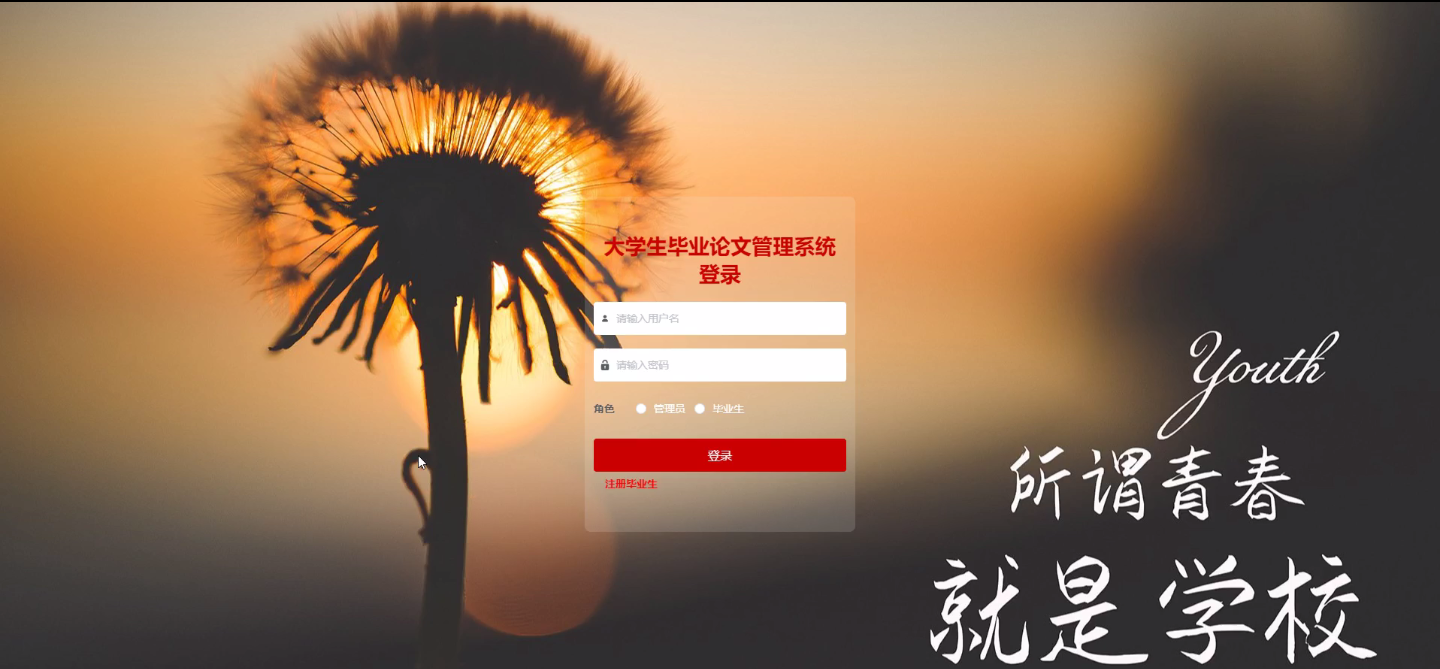 大学生毕业论文管理系统
登录
请输入用户名
请输入密码
角色 管理员 毕业生
登录
注册毕业生
Youth
所谓青春
就是学校